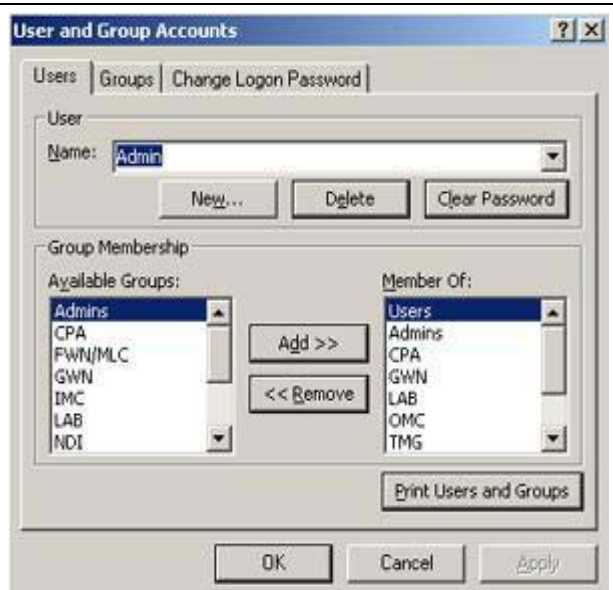 User and Group Accounts
Users Groups Change Logon Password
User
Name: Admin
New... Delete Clear Password
Group Membership
Available Groups:
Admins
CPA
FWN/MLC
GWN
IMC
LAB
NDI
Add >>
<< Remove
Member Of:
Users
Admins
CPA
GWN
LAB
OMC
TMG
Print Users and Groups
OK Cancel Apply